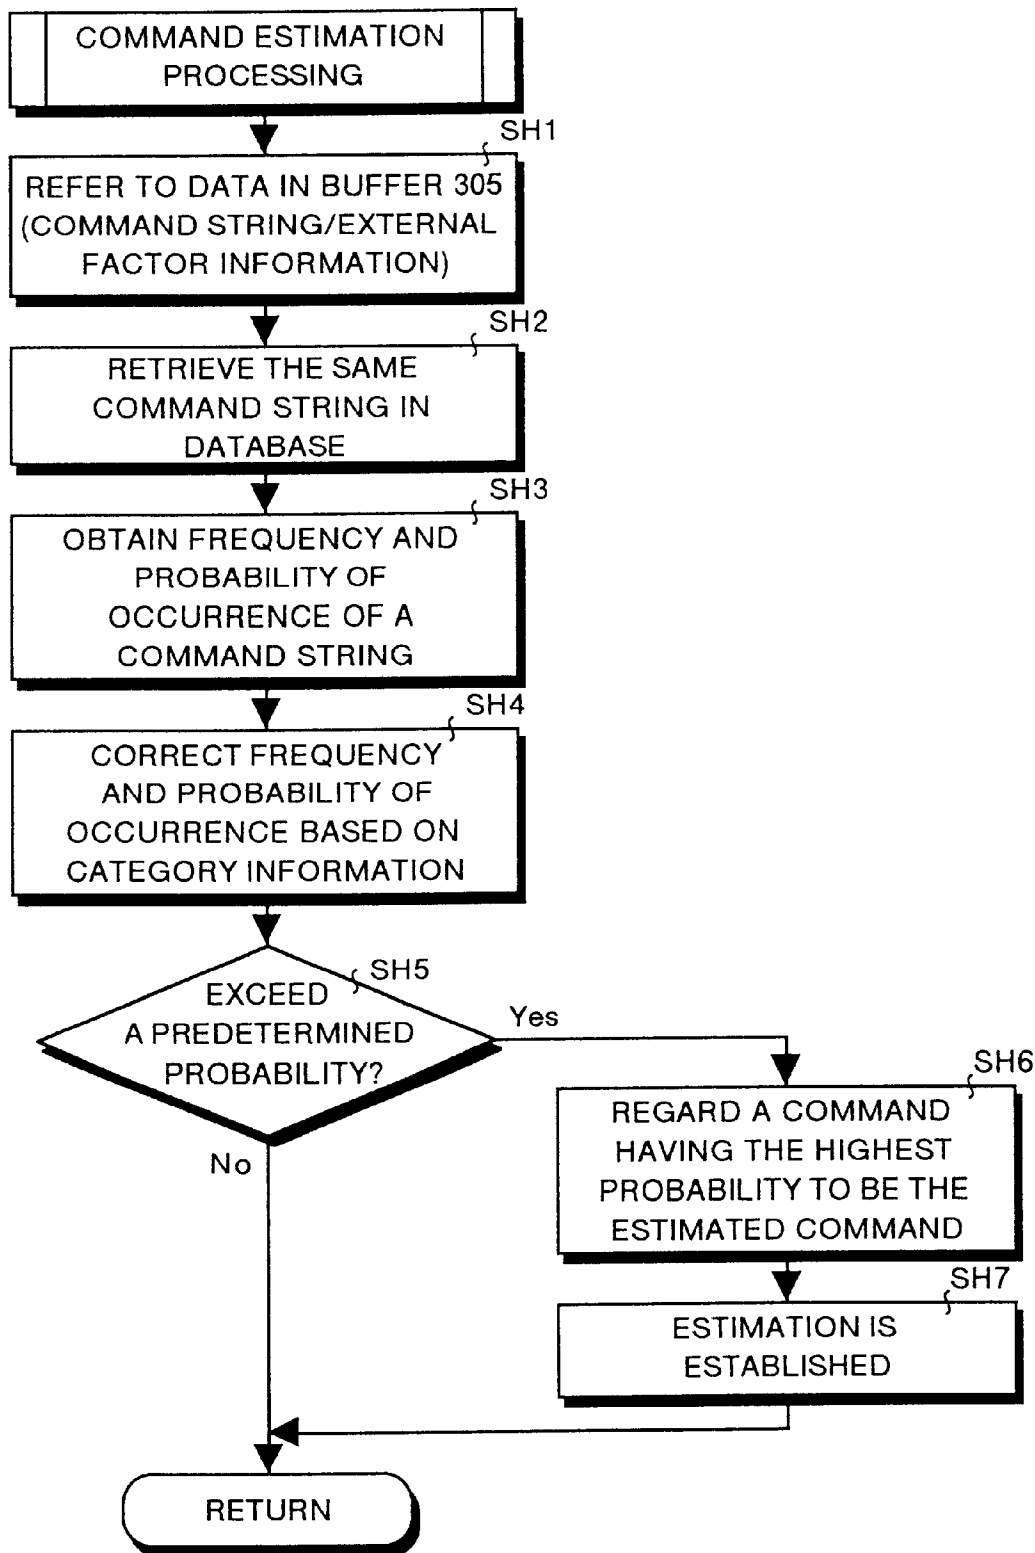 COMMAND ESTIMATION
PROCESSING
SH1
REFER TO DATA IN BUFFER 305
(COMMAND STRING/EXTERNAL
FACTOR INFORMATION)
SH2
RETRIEVE THE SAME
COMMAND STRING IN
DATABASE
SH3
OBTAIN FREQUENCY AND
PROBABILITY OF
OCCURRENCE OF A
COMMAND STRING
SH4
CORRECT FREQUENCY
AND PROBABILITY OF
OCCURRENCE BASED ON
CATEGORY INFORMATION
SH5
EXCEED
A PREDETERMINED
PROBABILITY?
Yes
No
SH6
REGARD A COMMAND
HAVING THE HIGHEST
PROBABILITY TO BE THE
ESTIMATED COMMAND
SH7
ESTIMATION IS
ESTABLISHED
RETURN